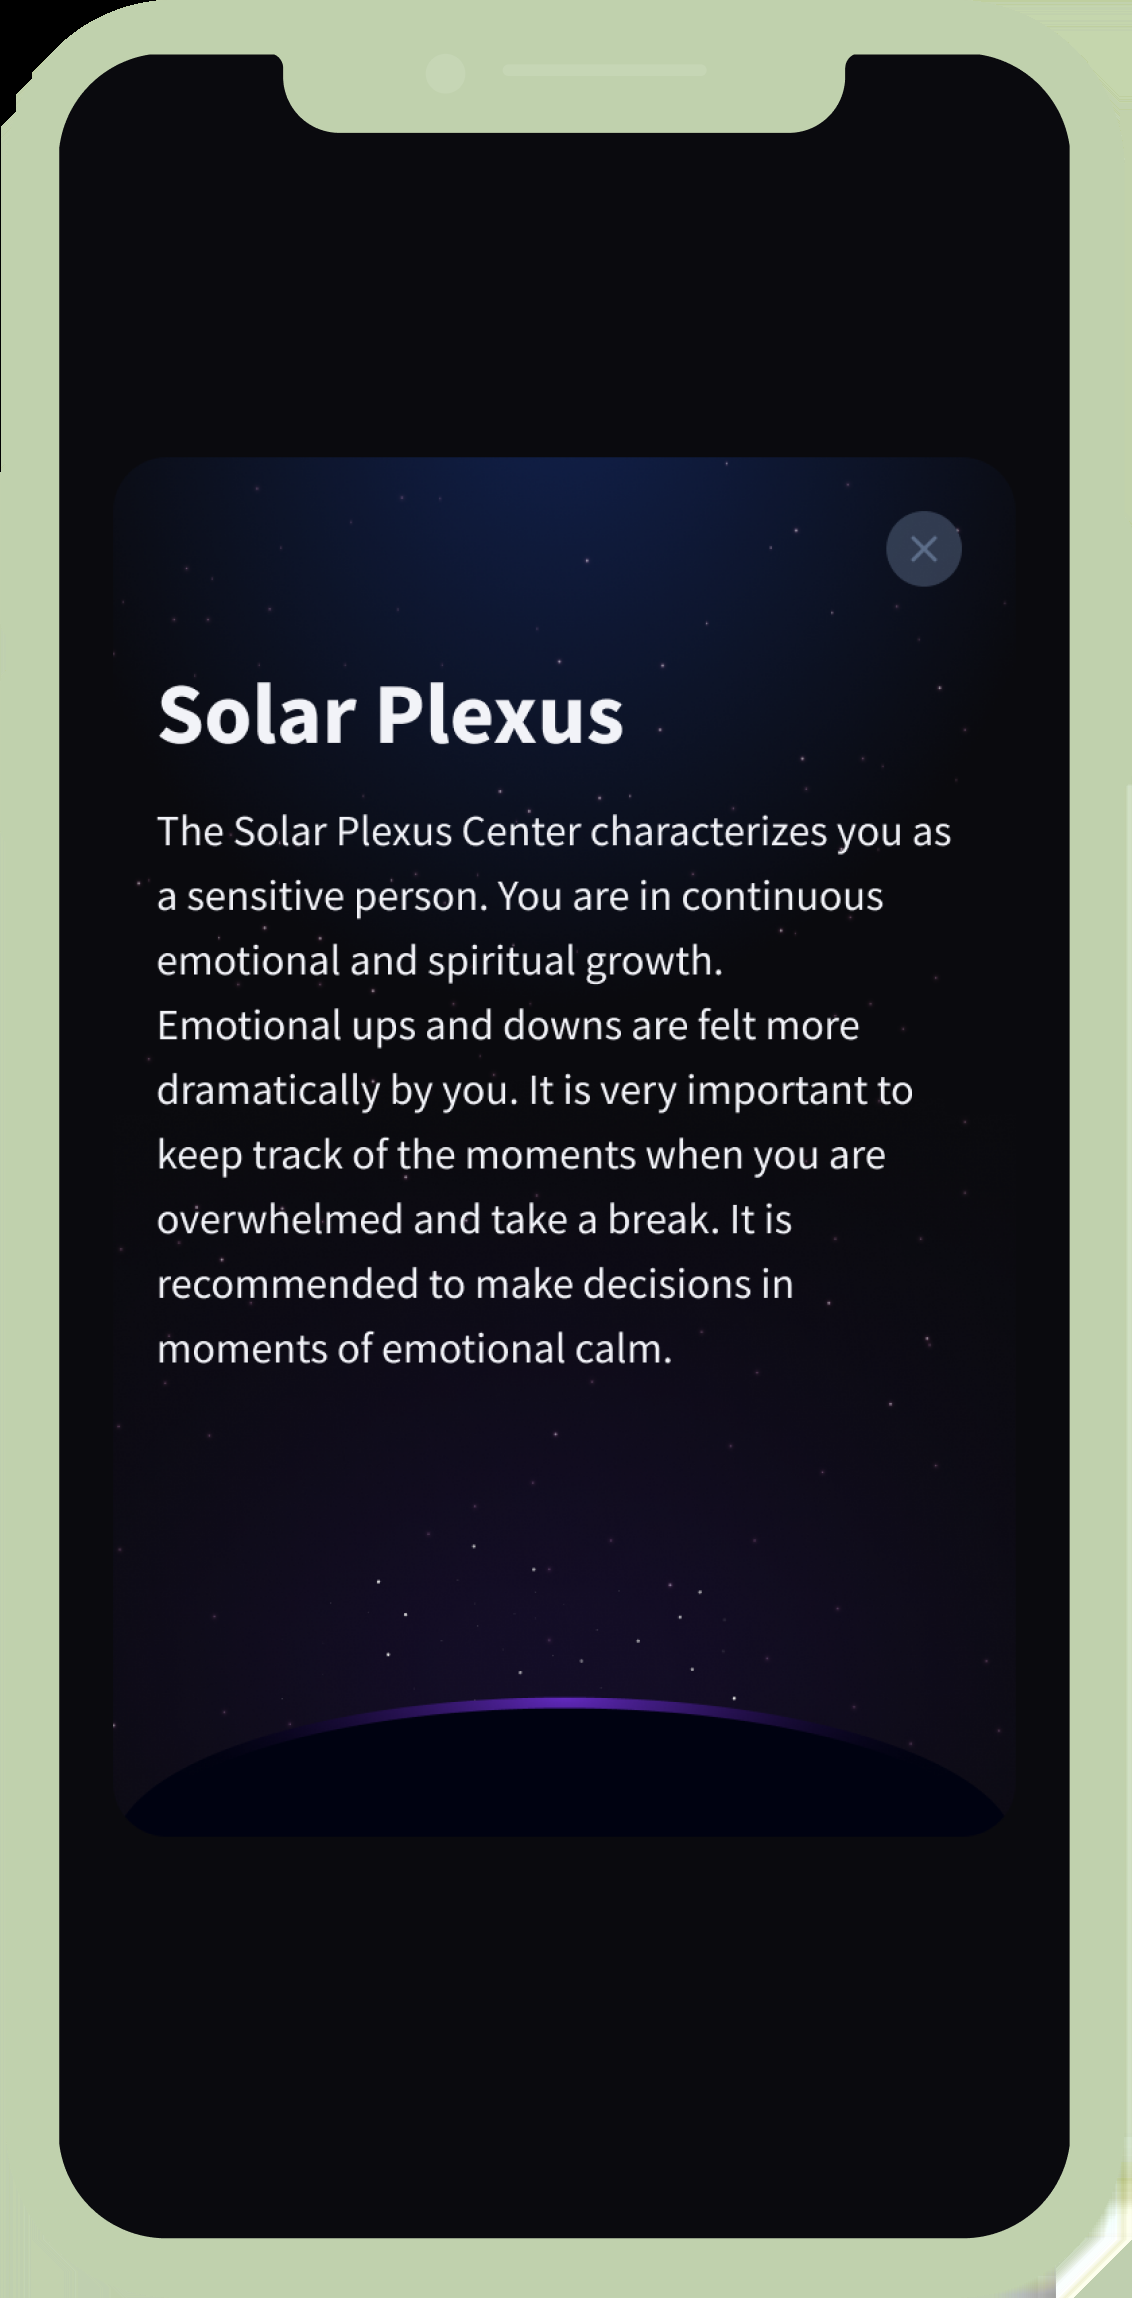 Solar Plexus
The Solar Plexus Center characterizes you as
a sensitive person. You are in continuous
emotional and spiritual growth.
Emotional ups and downs are felt more
dramatically by you. It is very important to
keep track of the moments when you are
overwhelmed and take a break. It is
recommended to make decisions in
moments of emotional calm.